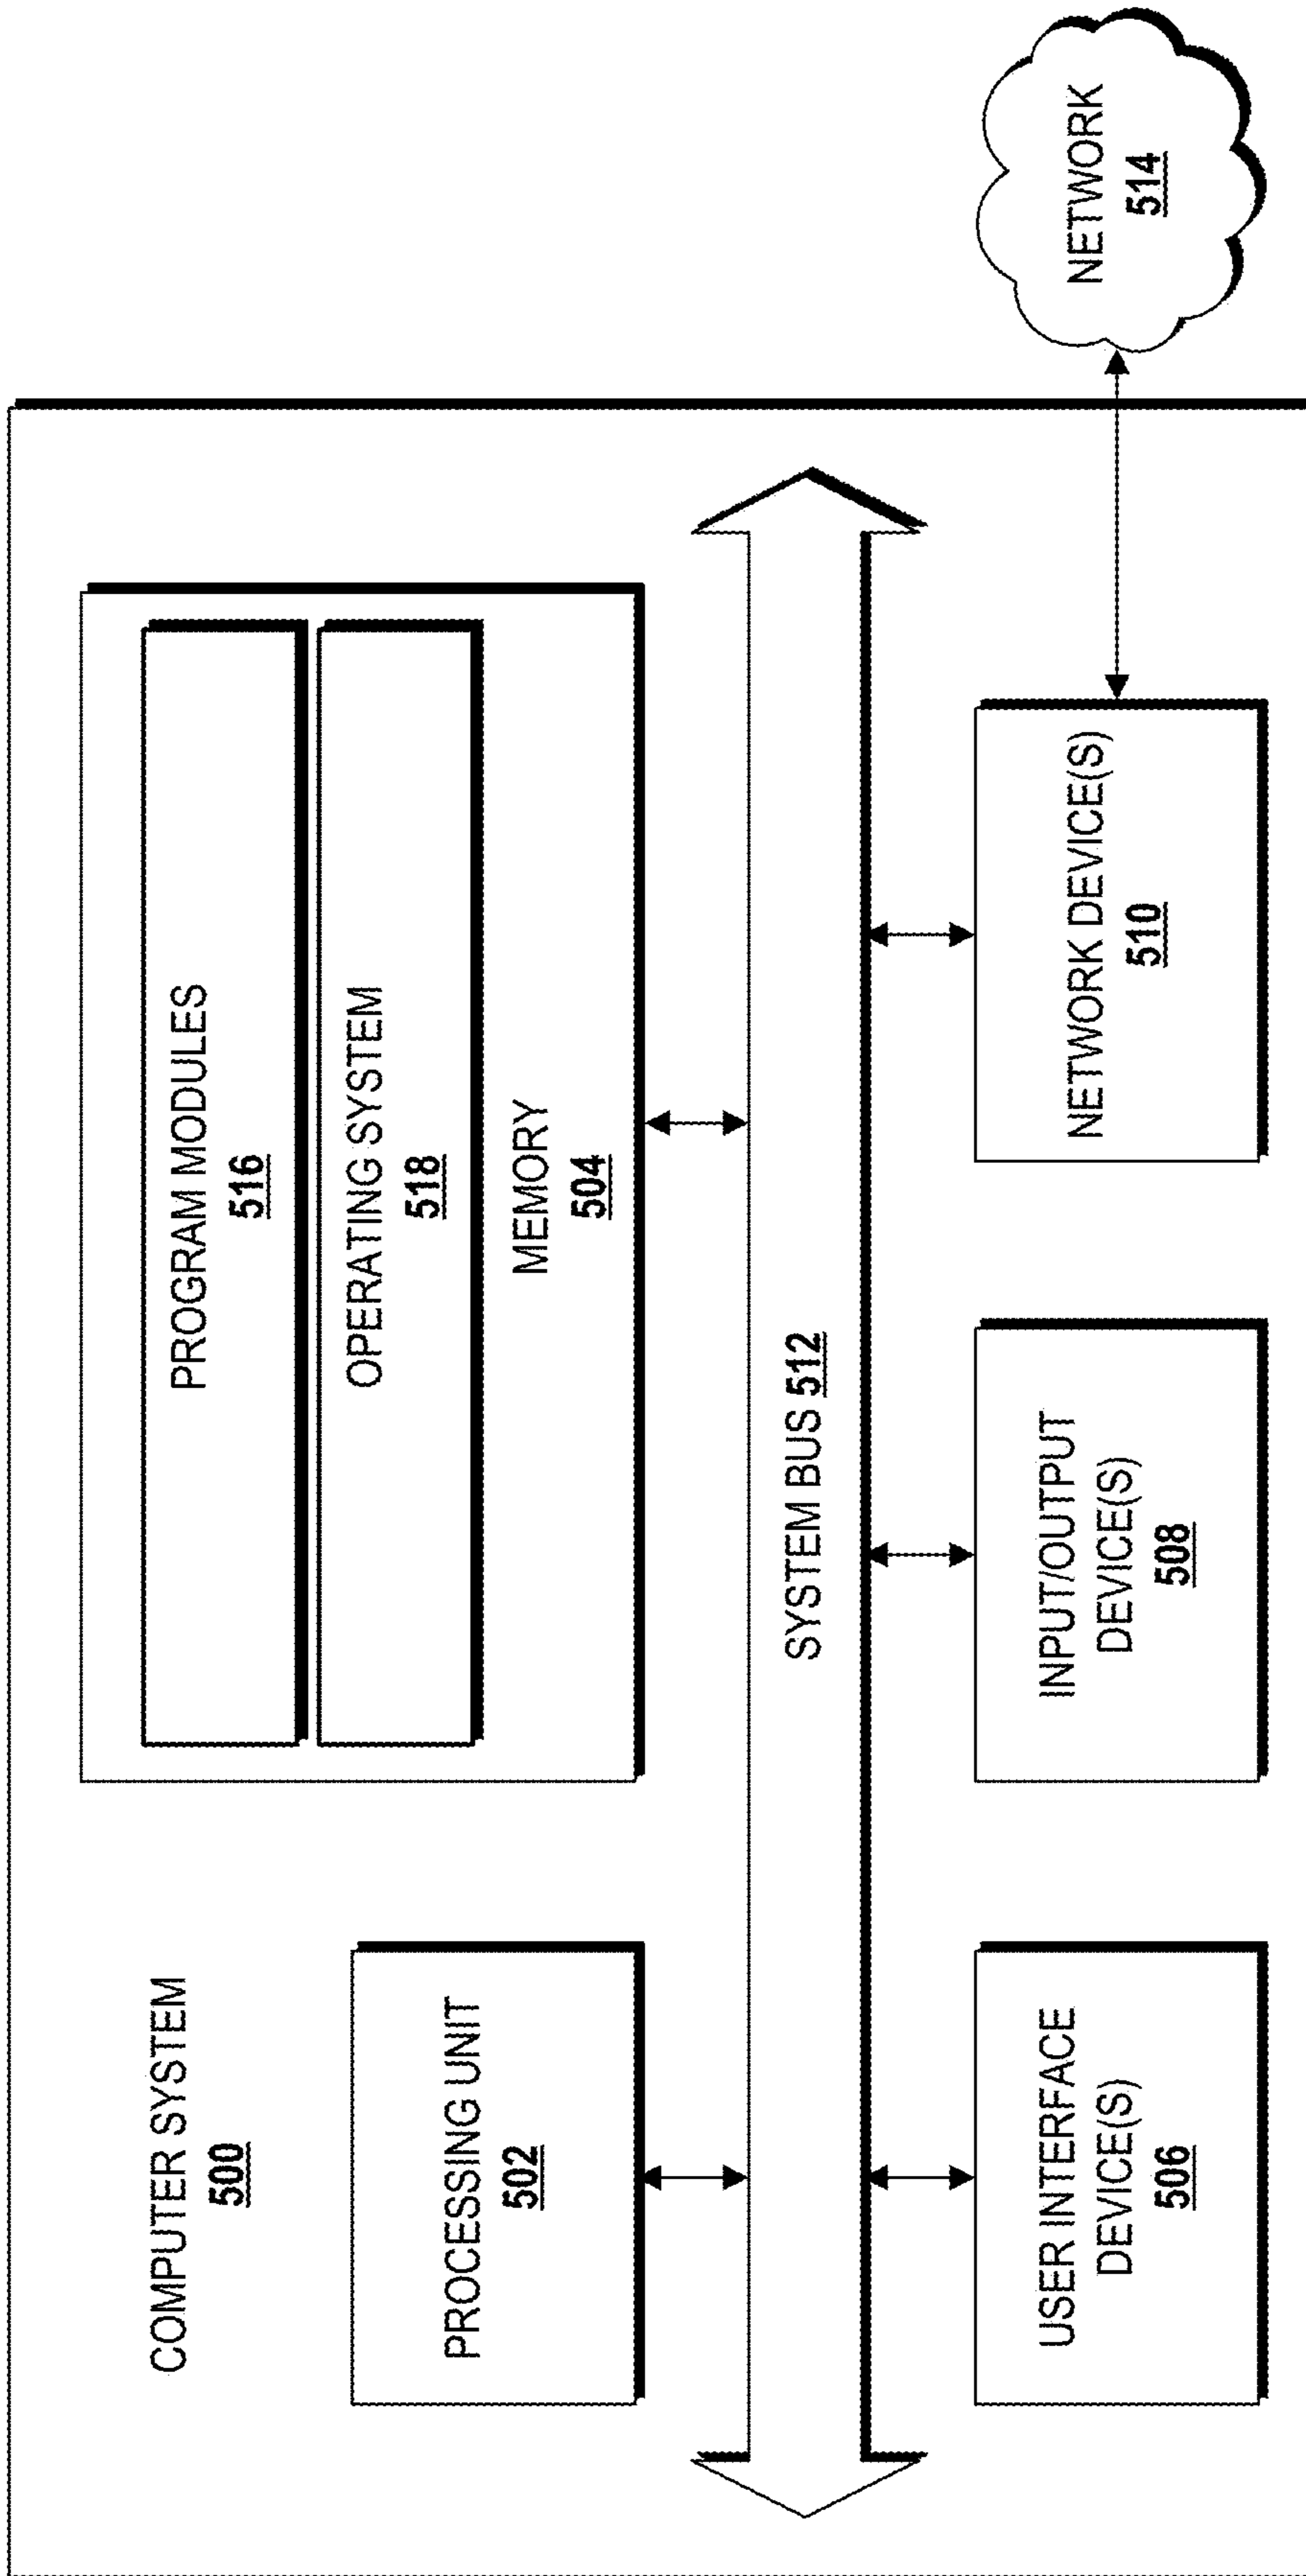 COMPUTER SYSTEM
500
PROCESSING UNIT
502
PROGRAM MODULES
516
OPERATING SYSTEM
518
MEMORY
504
SYSTEM BUS 512
USER INTERFACE
DEVICE(S)
506
INPUT/OUTPUT
DEVICE(S)
508
NETWORK DEVICE(S)
510
NETWORK
514